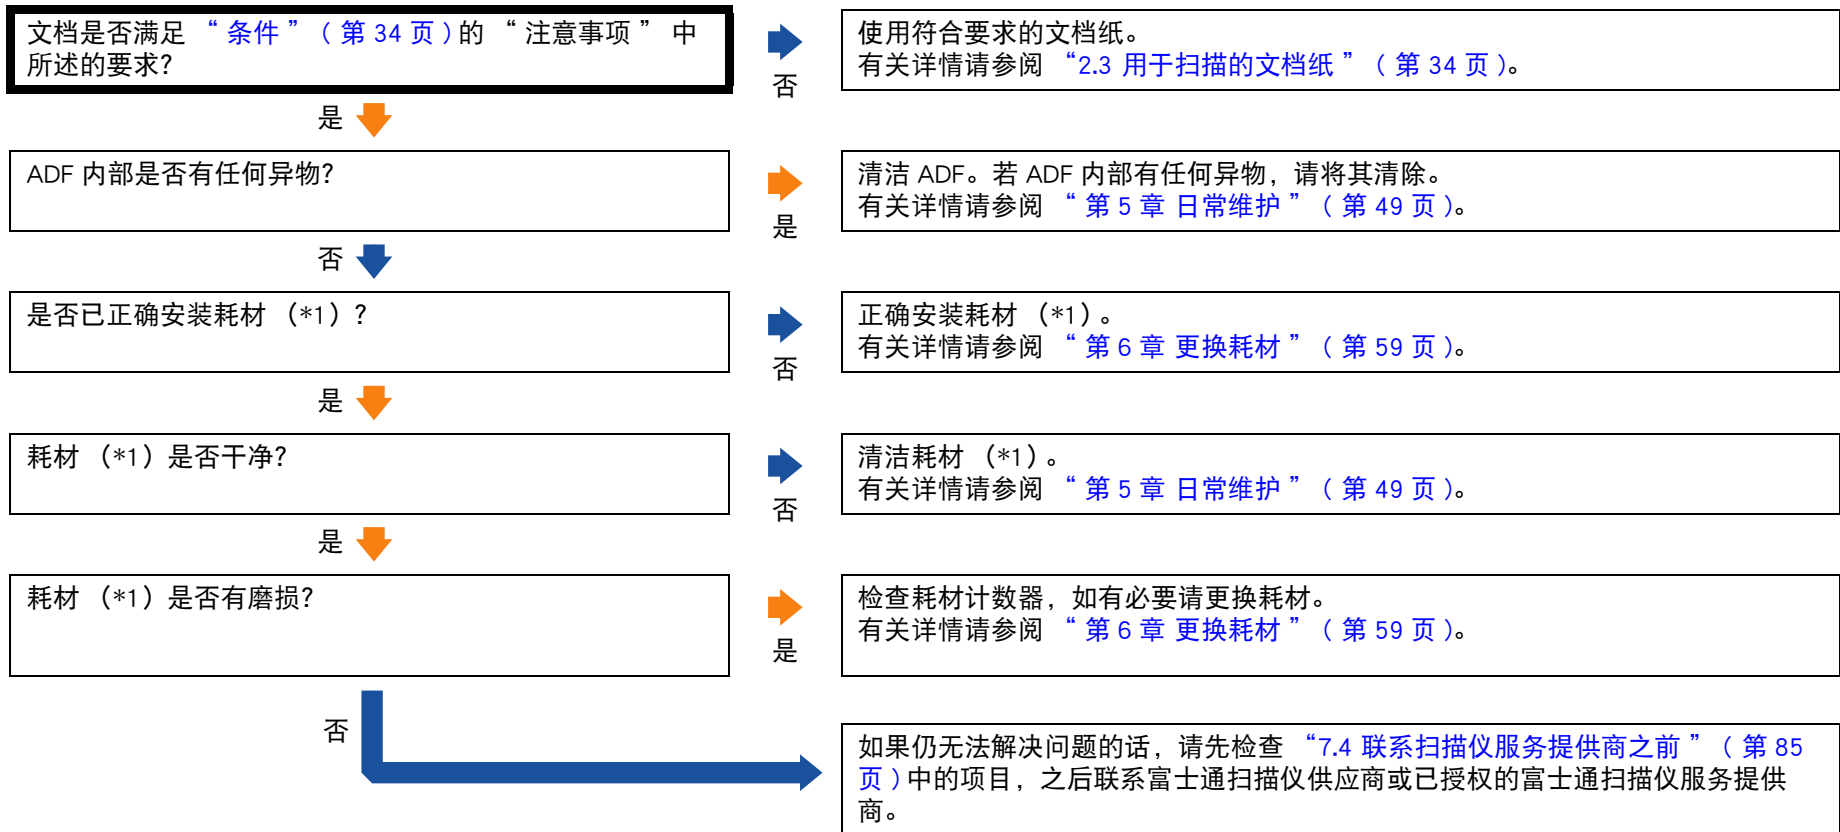 文档是否满足 “ 条件 ” ( 第 34 页 )的 “ 注意事项 ” 中
所述的要求?
否
使用符合要求的文档纸。
有关详情请参阅 “2.3 用于扫描的文档纸 ” ( 第 34 页 )。
是
ADF 内部是否有任何异物?
是
清洁 ADF。若 ADF 内部有任何异物，请将其清除。
有关详情请参阅 “ 第 5 章 日常维护 ” ( 第 49 页 )。
否
是否已正确安装耗材 （*1）?
否
正确安装耗材 （*1）。
有关详情请参阅 “ 第 6 章 更换耗材 ” ( 第 59 页 )。
是
耗材 （*1）是否干净?
否
清洁耗材 （*1）。
有关详情请参阅 “ 第 5 章 日常维护 ” ( 第 49 页 )。
是
耗材 （*1）是否有磨损?
是
检查耗材计数器，如有必要请更换耗材。
有关详情请参阅 “ 第 6 章 更换耗材 ” ( 第 59 页 )。
否
如果仍无法解决问题的话，请先检查 “7.4 联系扫描仪服务提供商之前 ” ( 第 85
页 )中的项目，之后联系富士通扫描仪供应商或已授权的富士通扫描仪服务提供
商。